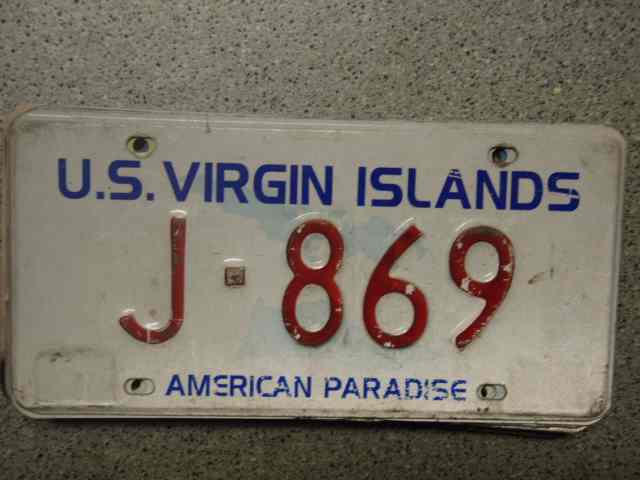 U.S. VIRGIN ISLANDS
J·869
AMERICAN PARADISE